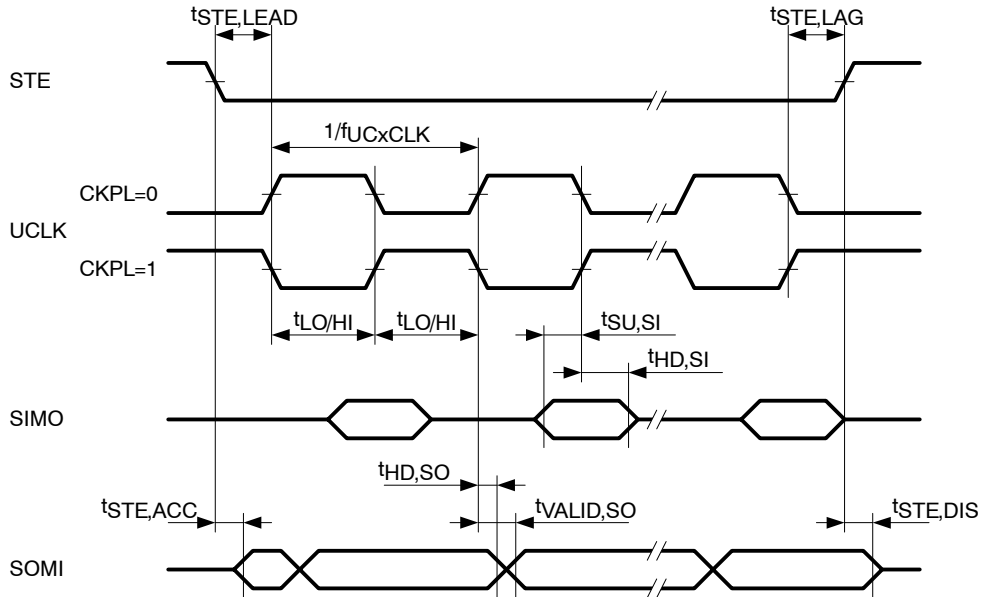 tSTE,LEAD
tSTE,LAG
STE
1/fUCxCLK
CKPL=0
UCLK
CKPL=1
tLO/HI
tLO/HI
tSU,SI
tHD,SI
SIMO
tHD,SO
tSTE,ACC
tVALID,SO
tSTE,DIS
SOMI